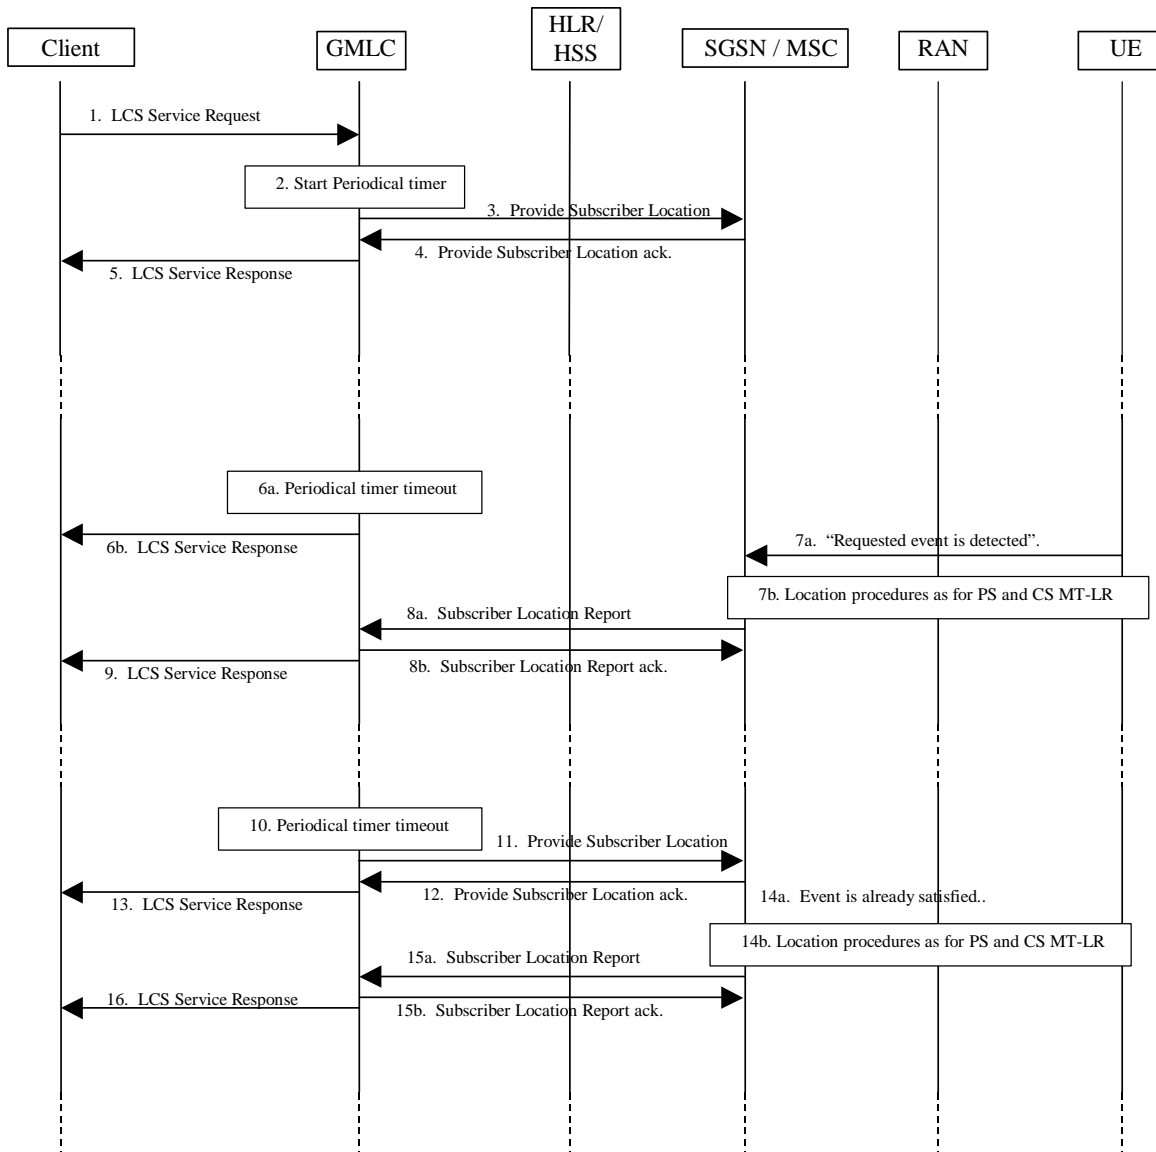 Client
GMLC
HLR/
HSS
SGSN / MSC
RAN
UE
1. LCS Service Request
2. Start Periodical timer
3. Provide Subscriber Location
4. Provide Subscriber Location ack.
5. LCS Service Response
6a. Periodical timer timeout
6b. LCS Service Response
7a. “Requested event is detected”.
7b. Location procedures as for PS and CS MT-LR
8a. Subscriber Location Report
8b. Subscriber Location Report ack.
9. LCS Service Response
10. Periodical timer timeout
11. Provide Subscriber Location
12. Provide Subscriber Location ack.
13. LCS Service Response
14a. Event is already satisfied..
14b. Location procedures as for PS and CS MT-LR
15a. Subscriber Location Report
16. LCS Service Response
15b. Subscriber Location Report ack.